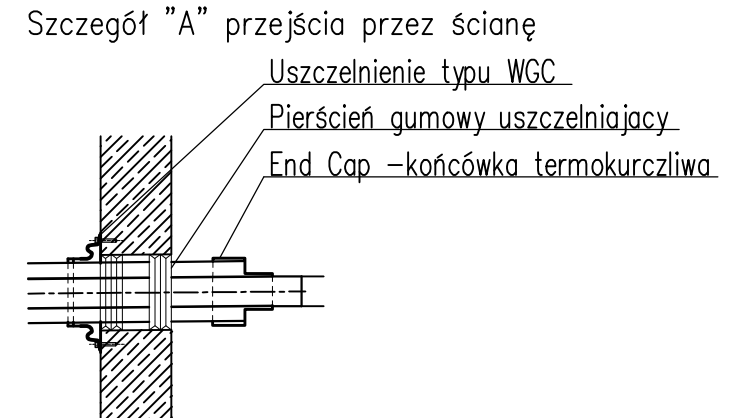 Szczegół "A" przejścia przez ścianę
Uszczelnienie typu WGC
Pierścień gumowy uszczelniajacy
End Cap -końcówka termokurczliwa